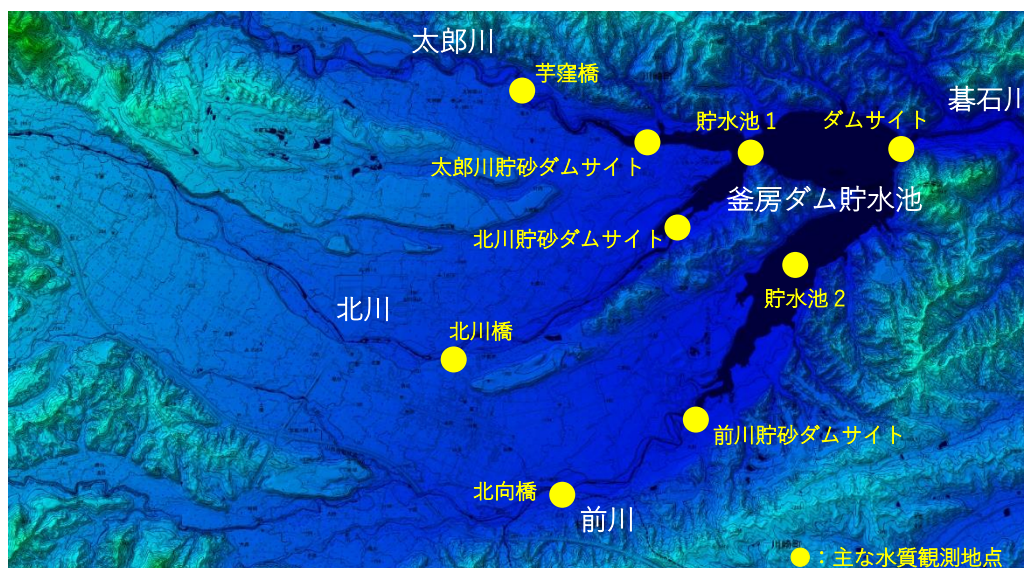 太郎川
芋窪橋
碁石川
貯水池1
ダムサイト
太郎川貯砂ダムサイト
釜房ダム貯水池
北川貯砂ダムサイト
貯水池2
北川
北川橋
前川貯砂ダムサイト
北向橋
前川
：主な水質観測地点